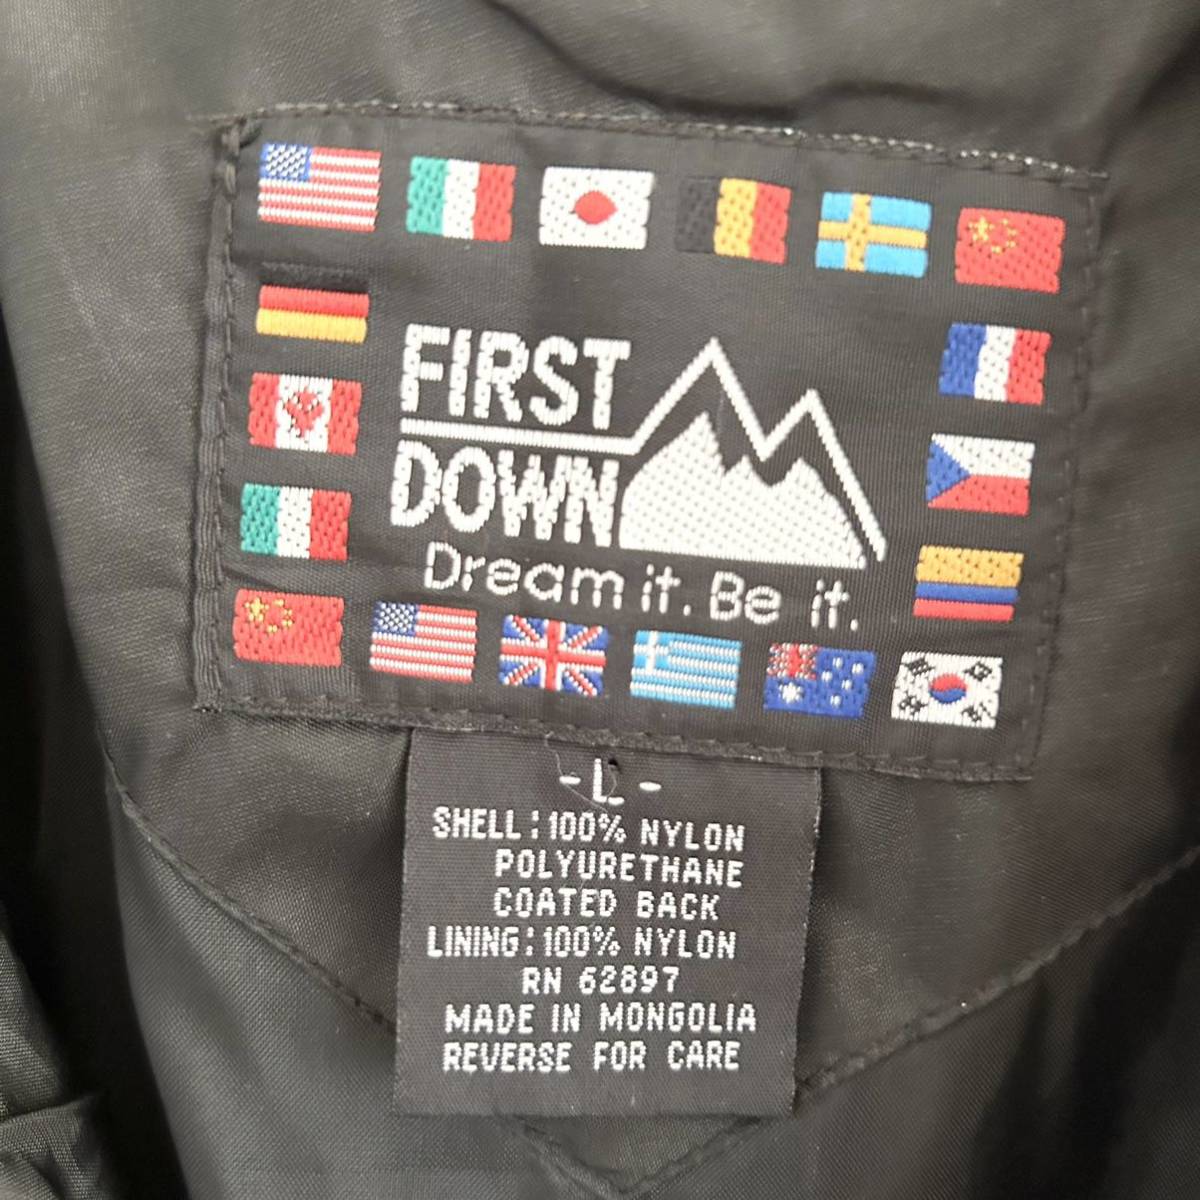 FIRST
DOWN
Dream it. Be it.
- L -
SHELL: 100% NYLON
POLYURETHANE
COATED BACK
LINING: 100% NYLON
RN 62897
MADE IN MONGOLIA
REVERSE FOR CARE